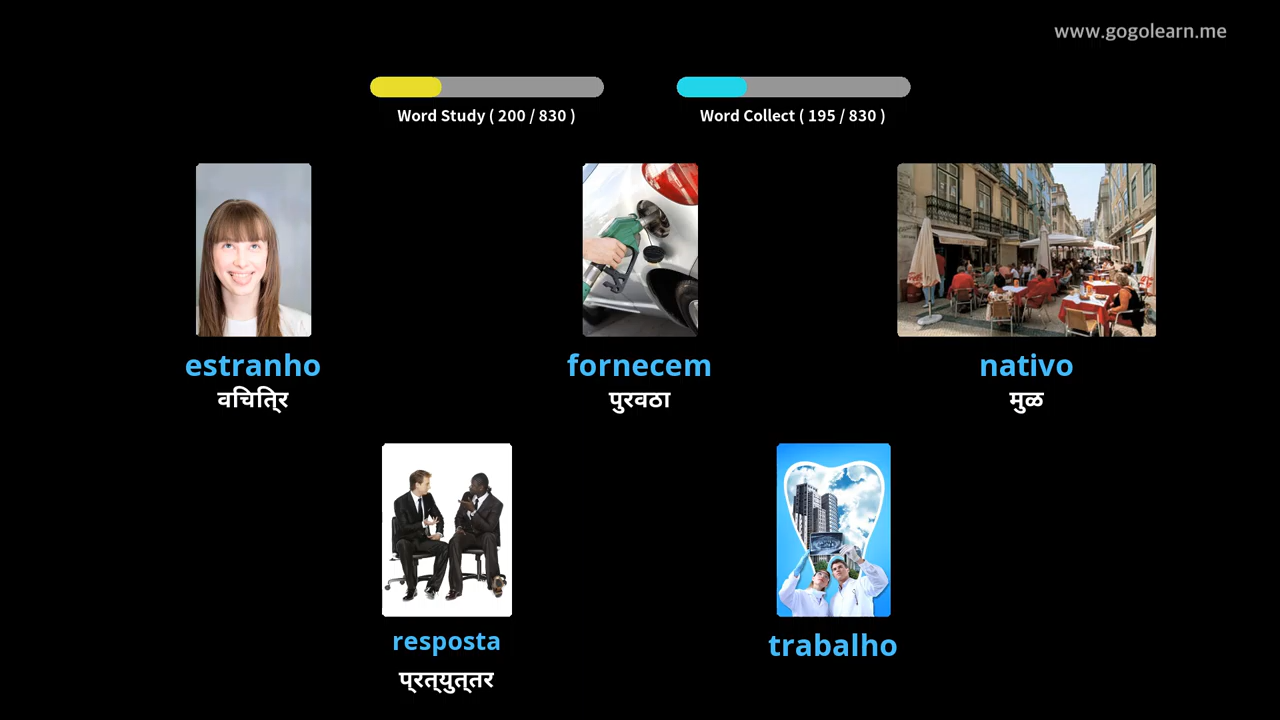 www.gogolearn.me
Word Study ( 200 / 830 )
Word Collect ( 195 / 830 )
estranho
वचित्रि
fornecem
पुरवठा
nativo
मुळ
resposta
प्रत्युत्तर
trabalho